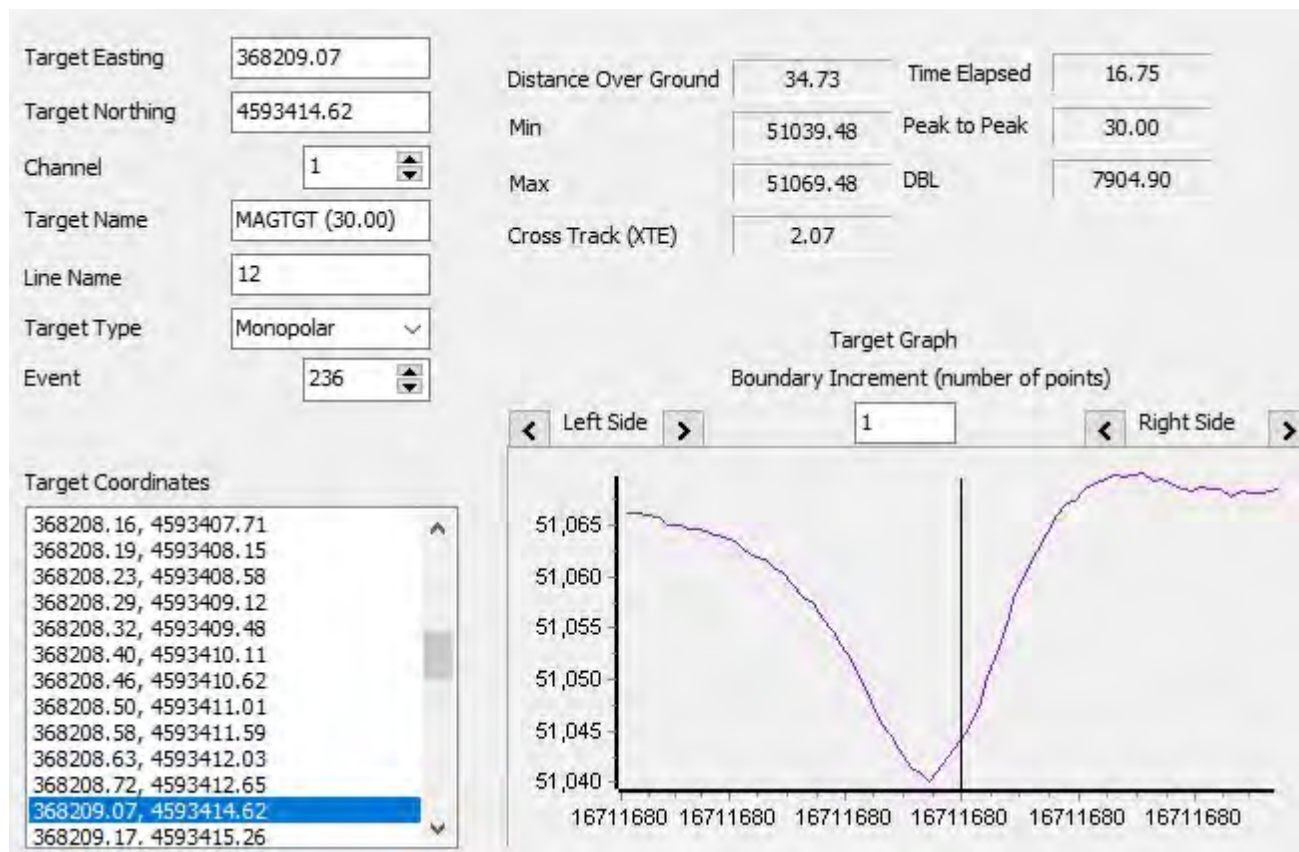 Target Easting 368209.07
Target Northing 4593414.62
Channel 1
Target Name MAGTGT (30.00)
Line Name 12
Target Type Monopolar
Event 236
Distance Over Ground 34.73 Time Elapsed 16.75
Min 51039.48 Peak to Peak 30.00
Max 51069.48 DBL 7904.90
Cross Track (XTE) 2.07
Target Graph
Boundary Increment (number of points)
< Left Side > 1 < Right Side >
Target Coordinates
368208.16, 4593407.71
368208.19, 4593408.15
368208.23, 4593408.58
368208.29, 4593409.12
368208.32, 4593409.48
368208.40, 4593410.11
368208.46, 4593410.62
368208.50, 4593411.01
368208.58, 4593411.59
368208.63, 4593412.03
368208.72, 4593412.65
368209.07, 4593414.62
368209.17, 4593415.26
51,065
51,060
51,055
51,050
51,045
51,040
16711680 16711680 16711680 16711680 16711680 16711680